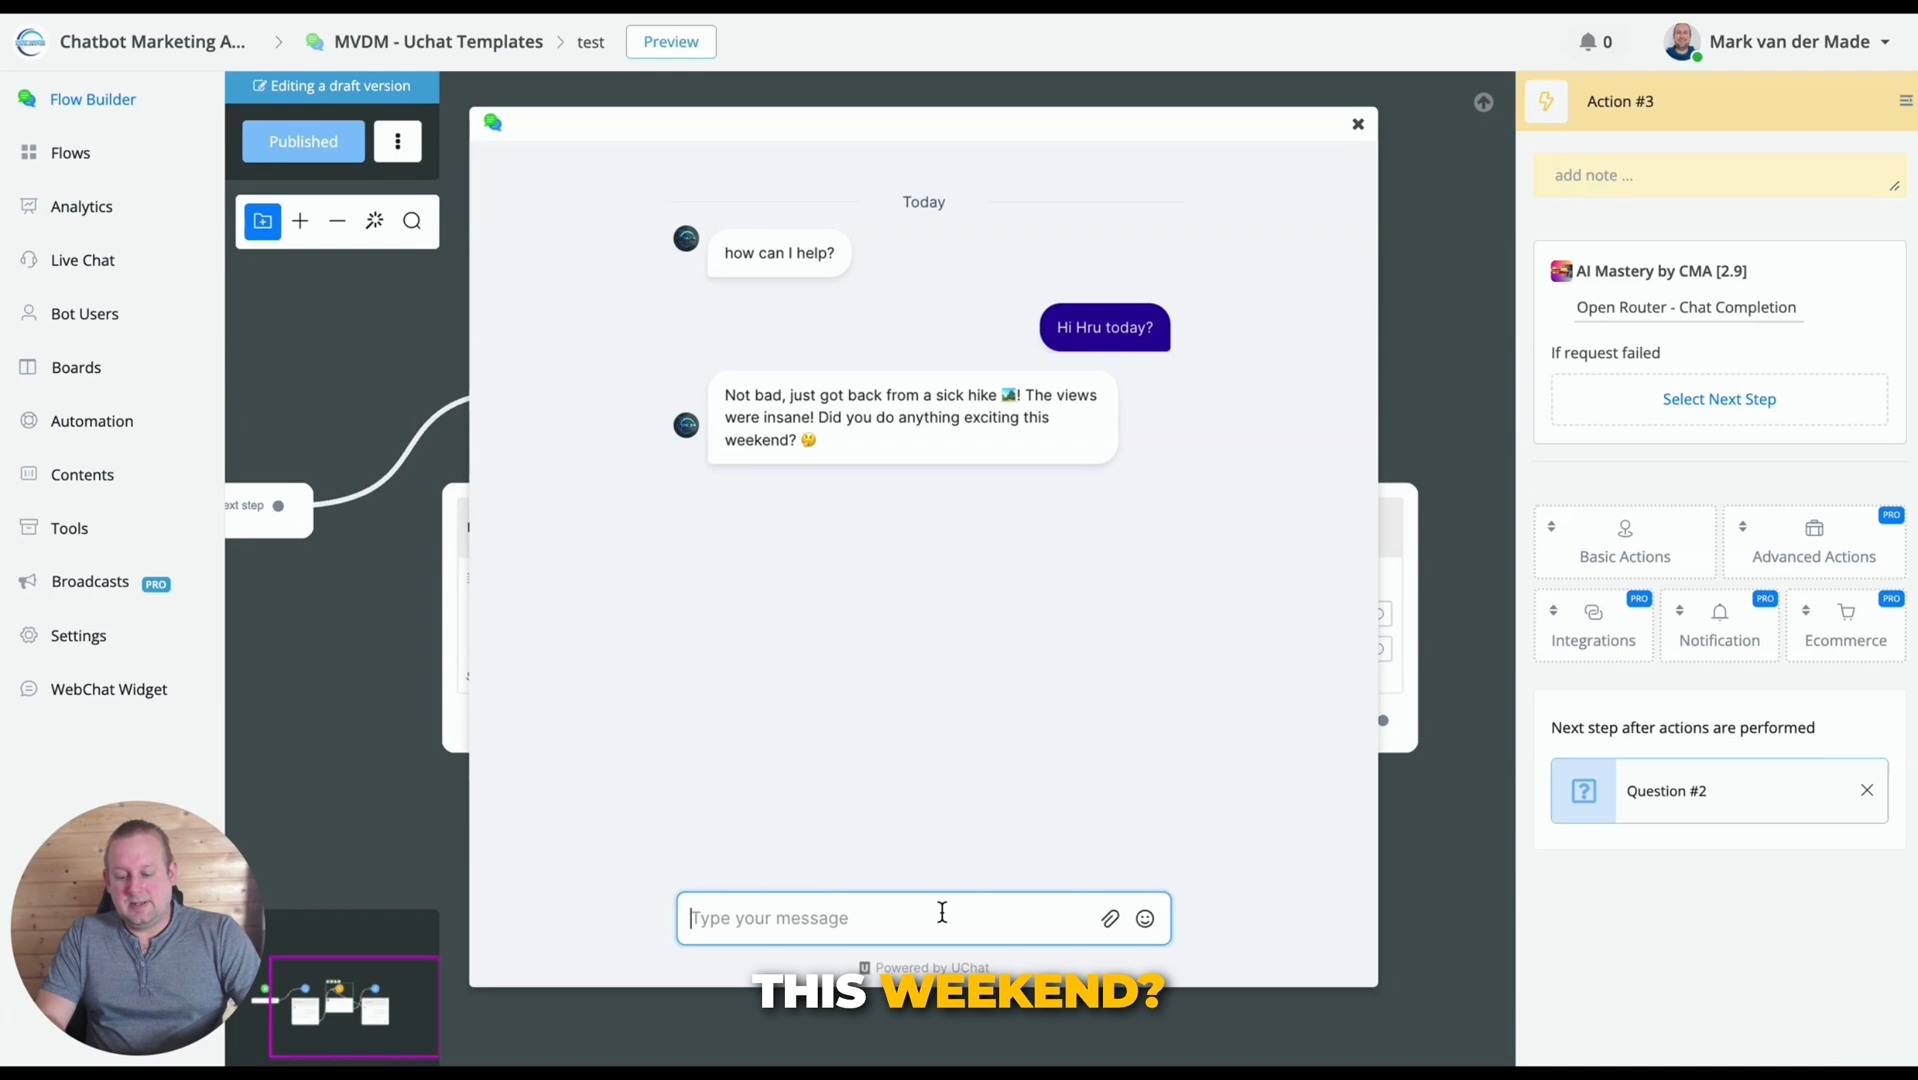 Chatbot Marketing A...
MVDM - Uchat Templates
test
Preview
0
Mark van der Made
Flow Builder
Flows
Analytics
Live Chat
Bot Users
Boards
Automation
Contents
Tools
Broadcasts PRO
Settings
WebChat Widget
Editing a draft version
Published
ext step
Today
how can I help?
Hi Hru today?
Not bad, just got back from a sick hike 🏞️! The views
were insane! Did you do anything exciting this
weekend? 🤔
Type your message
Powered by UChat
THIS WEEKEND?
Action #3
add note ...
AI Mastery by CMA [2.9]
Open Router - Chat Completion
If request failed
Select Next Step
Basic Actions
PRO
Advanced Actions
PRO
Integrations
PRO
Notification
PRO
Ecommerce
Next step after actions are performed
Question #2